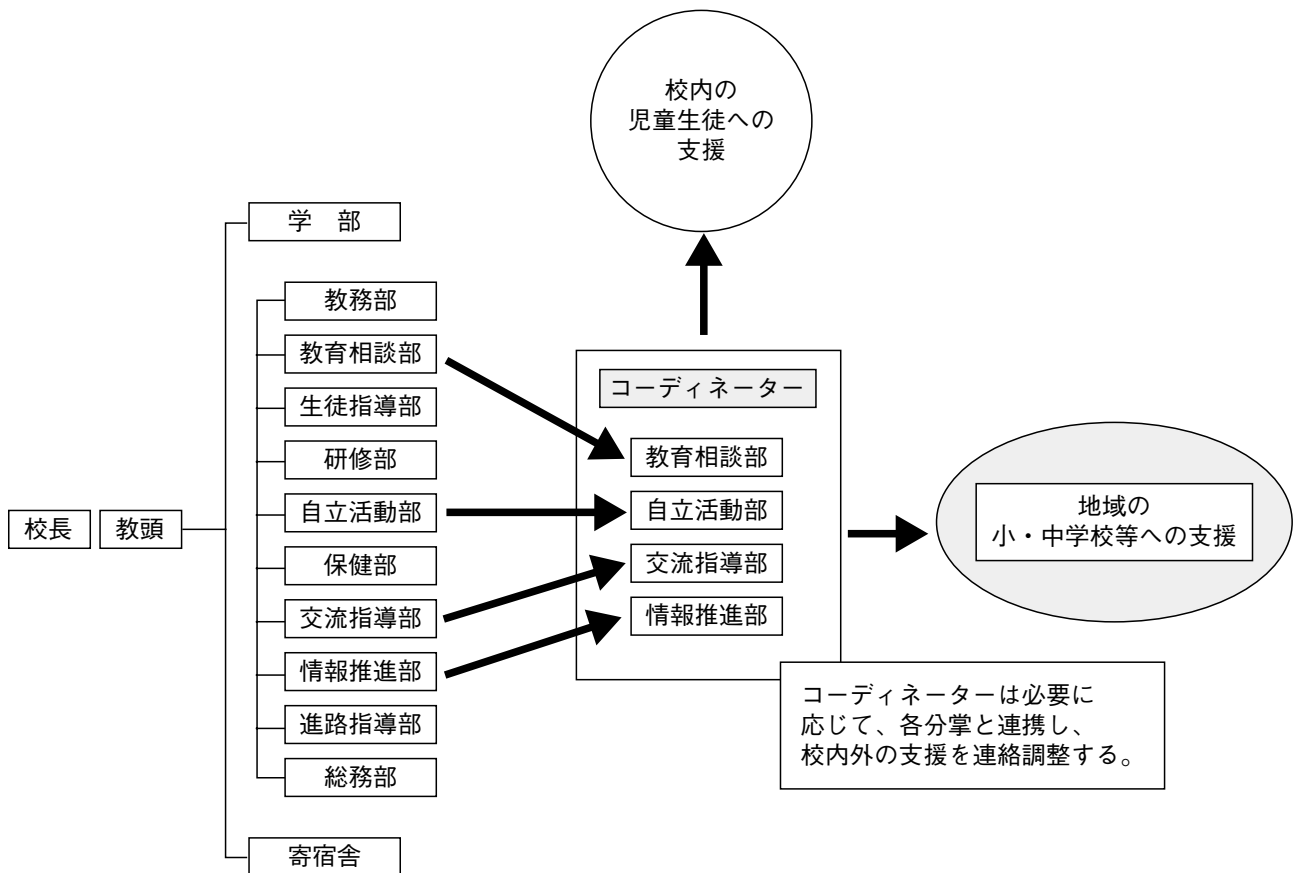 校内の
児童生徒への
支援
学　部
教務部
教育相談部
生徒指導部
研修部
自立活動部
保健部
交流指導部
情報推進部
進路指導部
総務部
寄宿舎
校長
教頭
コーディネーター
教育相談部
自立活動部
交流指導部
情報推進部
地域の
小・中学校等への支援
コーディネーターは必要に
応じて、各分掌と連携し、
校内外の支援を連絡調整する。